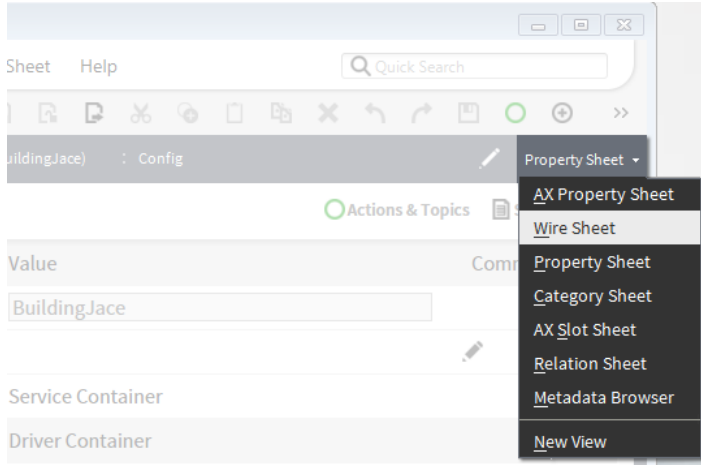 Sheet Help
Quick Search
uildingJace) : Config
Property Sheet
Actions & Topics S
AX Property Sheet
Wire Sheet
Value Comm
Property Sheet
BuildingJace
Category Sheet
AX Slot Sheet
Relation Sheet
Service Container
Metadata Browser
Driver Container
New View